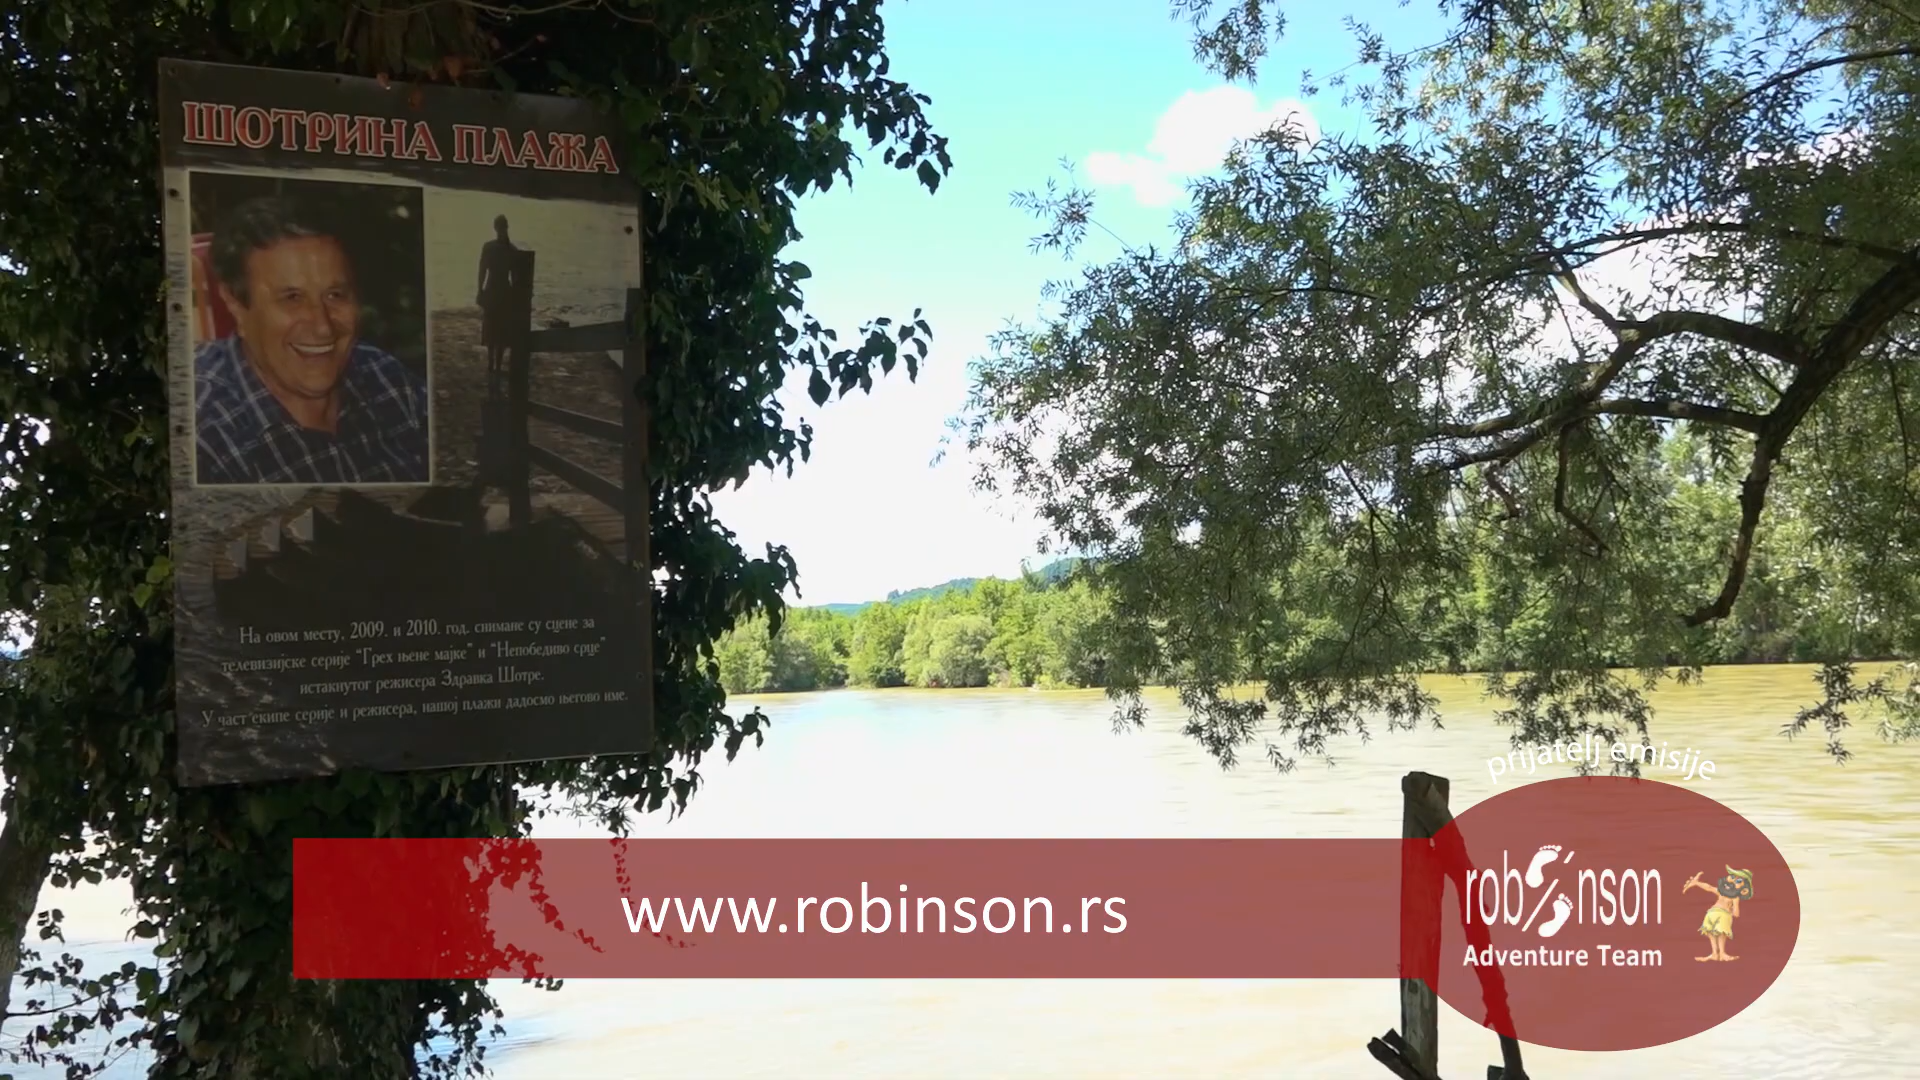 ШОТРИНА ПЛАЖА
На овом месту, 2009. и 2010. год. снимане су сцене за
телевизијске серије "Грех њене мајке" и "Непобедиво срце"
истакнутог режисера Здравка Шотре.
У част екипе серије и режисера, нашој плажи дадосмо његово име.
prijatelj emisije
www.robinson.rs
robinson
Adventure Team